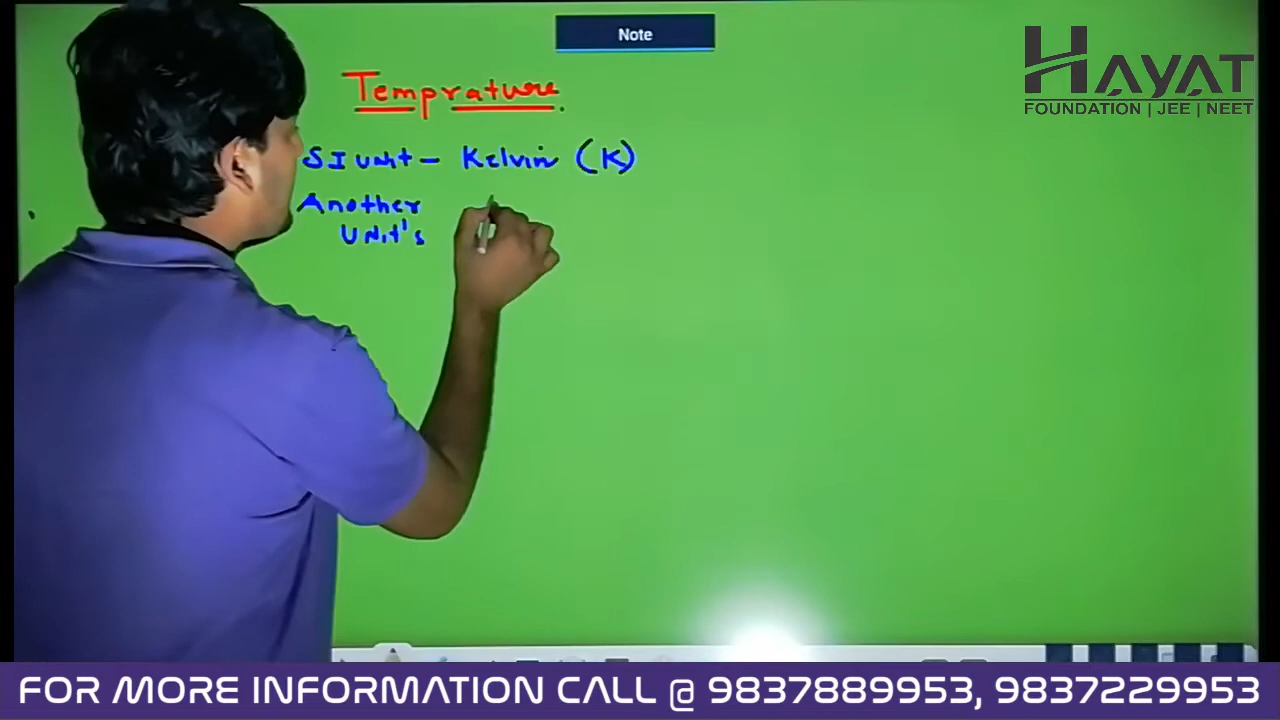 Note
HAYAT
FOUNDATION | JEE | NEET
Temprature.
SI Unit - Kelvin (K)
Another
Unit's
FOR MORE INFORMATION CALL @ 9837889953, 9837229953